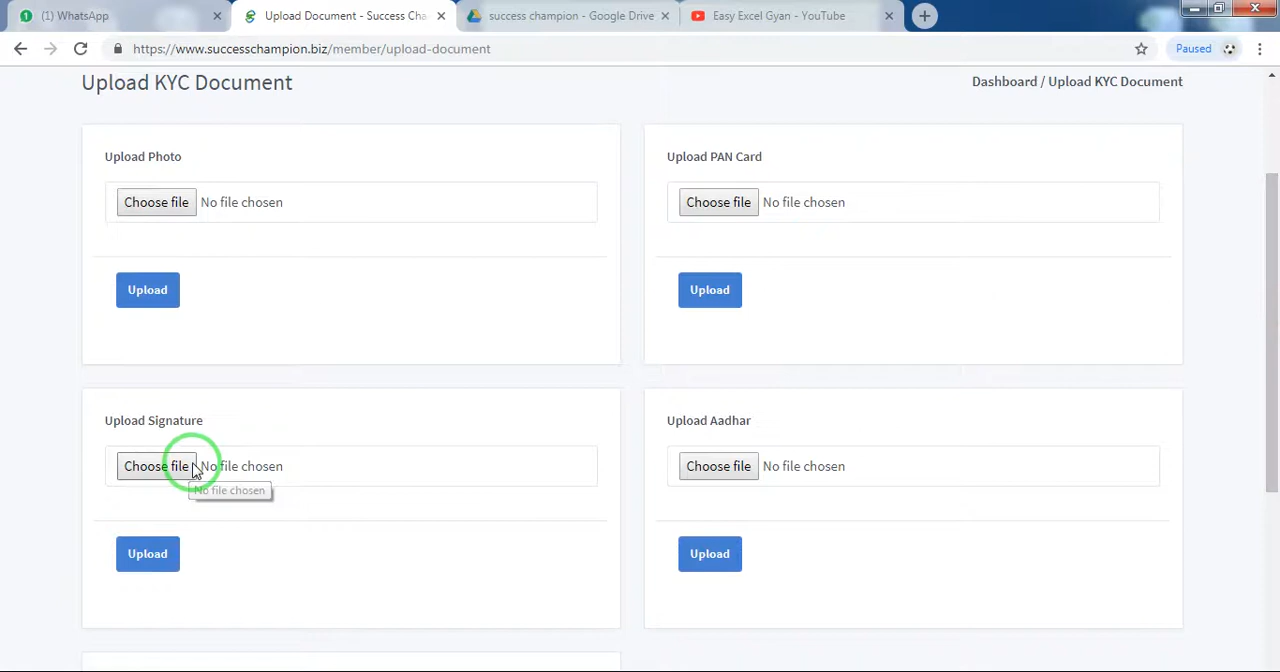 (1) WhatsApp
Upload Document - Success Cha
success champion - Google Drive
Easy Excel Gyan - YouTube
https://www.successchampion.biz/member/upload-document
Paused
Upload KYC Document
Dashboard / Upload KYC Document
Upload Photo
Choose file No file chosen
Upload
Upload PAN Card
Choose file No file chosen
Upload
Upload Signature
Choose file No file chosen
No file chosen
Upload
Upload Aadhar
Choose file No file chosen
Upload